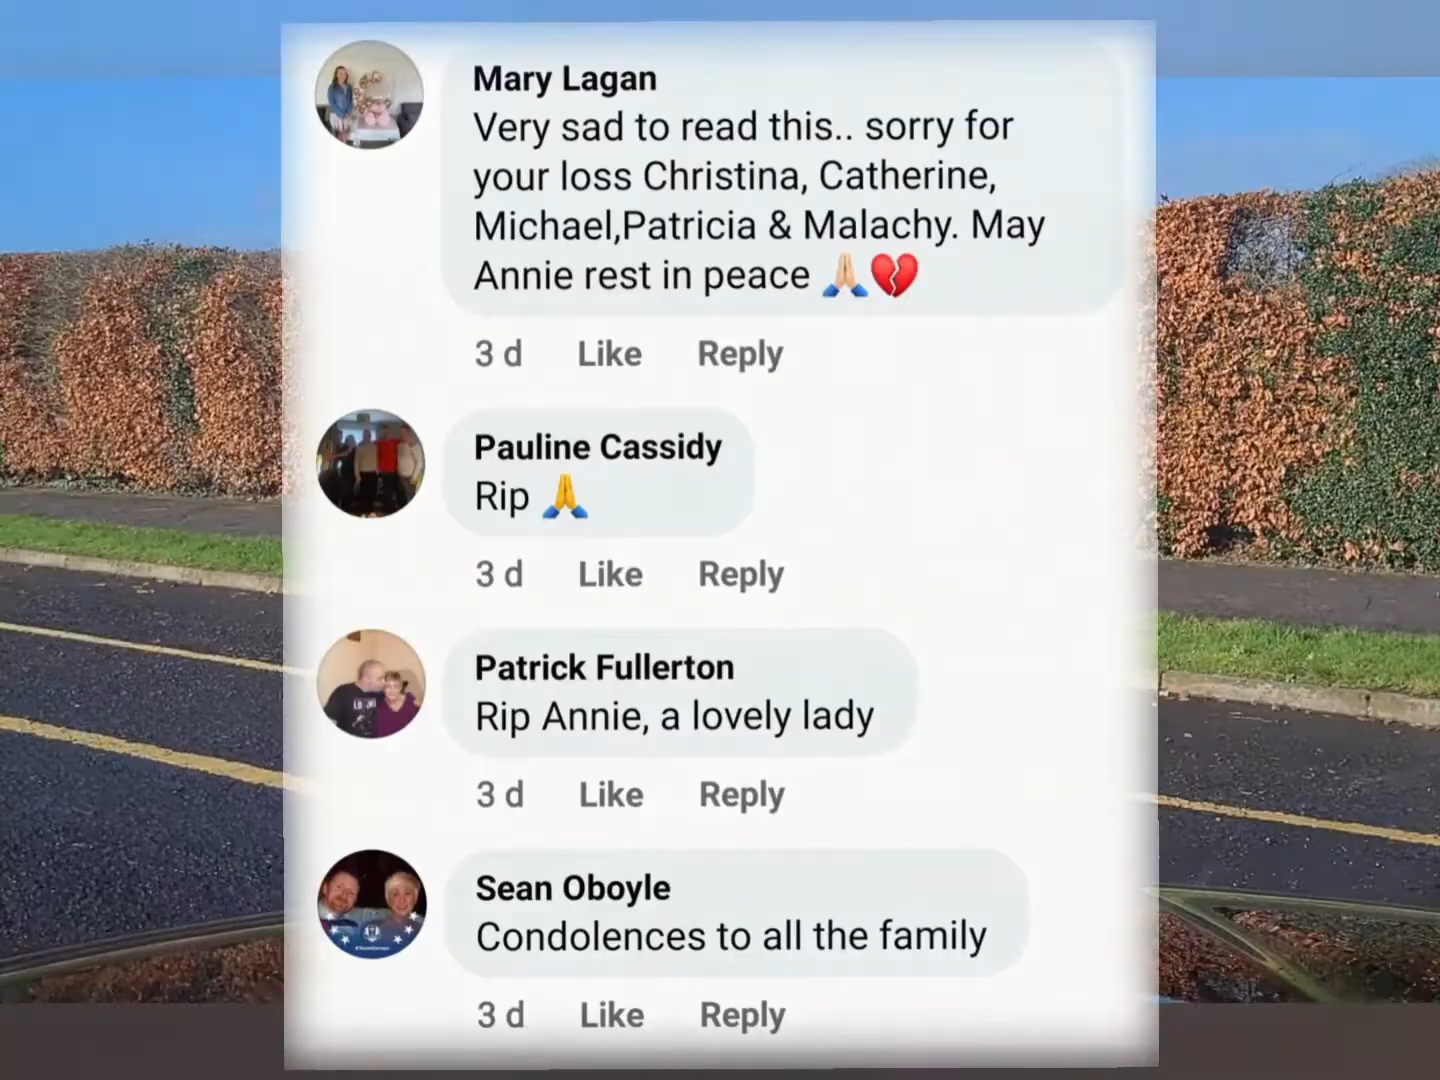 Mary Lagan
Very sad to read this.. sorry for
your loss Christina, Catherine,
Michael,Patricia & Malachy. May
Annie rest in peace 🙏🏼💔
3 d Like Reply
Pauline Cassidy
Rip 🙏
3 d Like Reply
Patrick Fullerton
Rip Annie, a lovely lady
3 d Like Reply
Sean Oboyle
Condolences to all the family
3 d Like Reply